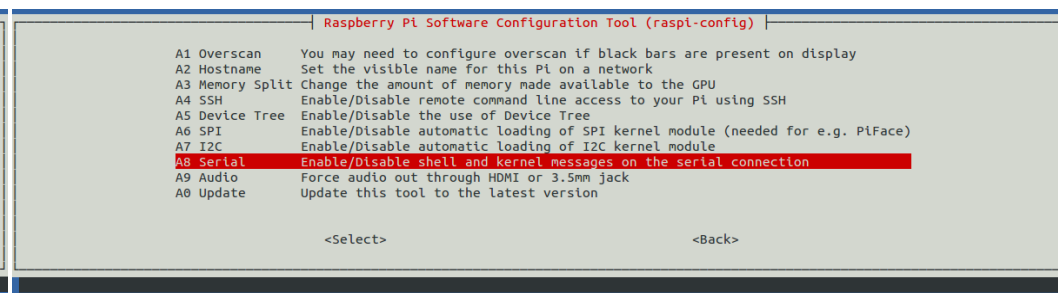 Raspberry Pi Software Configuration Tool (raspi-config)
A1 Overscan You may need to configure overscan if black bars are present on display
A2 Hostname Set the visible name for this Pi on a network
A3 Memory Split Change the amount of memory made available to the GPU
A4 SSH Enable/Disable remote command line access to your Pi using SSH
A5 Device Tree Enable/Disable the use of Device Tree
A6 SPI Enable/Disable automatic loading of SPI kernel module (needed for e.g. PiFace)
A7 I2C Enable/Disable automatic loading of I2C kernel module
A8 Serial Enable/Disable shell and kernel messages on the serial connection
A9 Audio Force audio out through HDMI or 3.5mm jack
A0 Update Update this tool to the latest version
<Select> <Back>